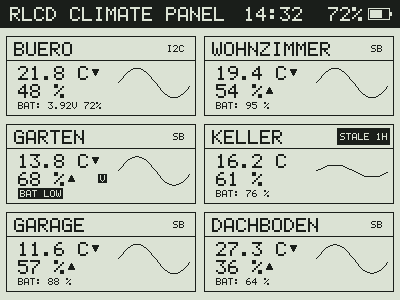 RLCD CLIMATE PANEL 14:32 72%
BUERO I2C
21.8 C▼
48 %
BAT: 3.92V 72%
WOHNZIMMER SB
19.4 C▼
54 %▲
BAT: 95 %
GARTEN SB
13.8 C▼
68 %▲ V
BAT LOW
KELLER STALE 1H
16.2 C
61 %
BAT: 76 %
GARAGE SB
11.6 C▼
57 %▲
BAT: 88 %
DACHBODEN SB
27.3 C▼
36 %▲
BAT: 64 %